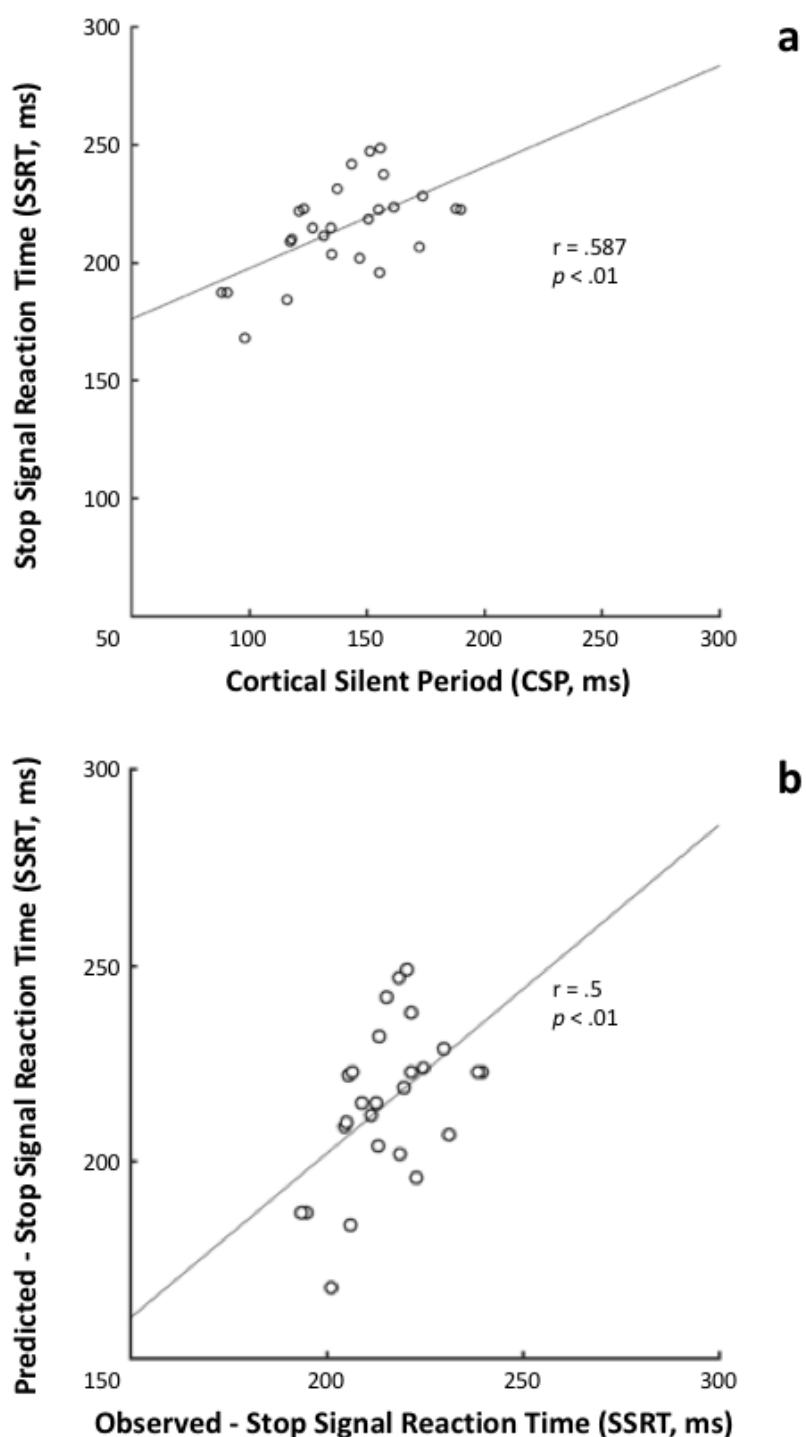 a
Stop Signal Reaction Time (SSRT, ms)
300
250
200
150
100
r = .587
p < .01
50 100 150 200 250 300
Cortical Silent Period (CSP, ms)
b
Predicted - Stop Signal Reaction Time (SSRT, ms)
300
250
200
r = .5
p < .01
150 200 250 300
Observed - Stop Signal Reaction Time (SSRT, ms)